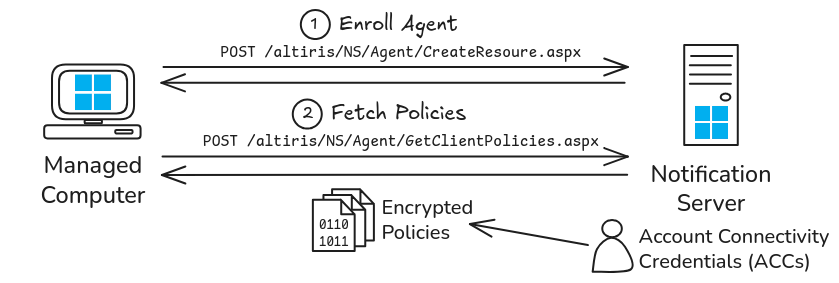 1 Enroll Agent
POST /altiris/NS/Agent/CreateResoure.aspx
2 Fetch Policies
POST /altiris/NS/Agent/GetClientPolicies.aspx
Managed
Computer
Notification
Server
0110
1011
Encrypted
Policies
Account Connectivity
Credentials (ACCs)